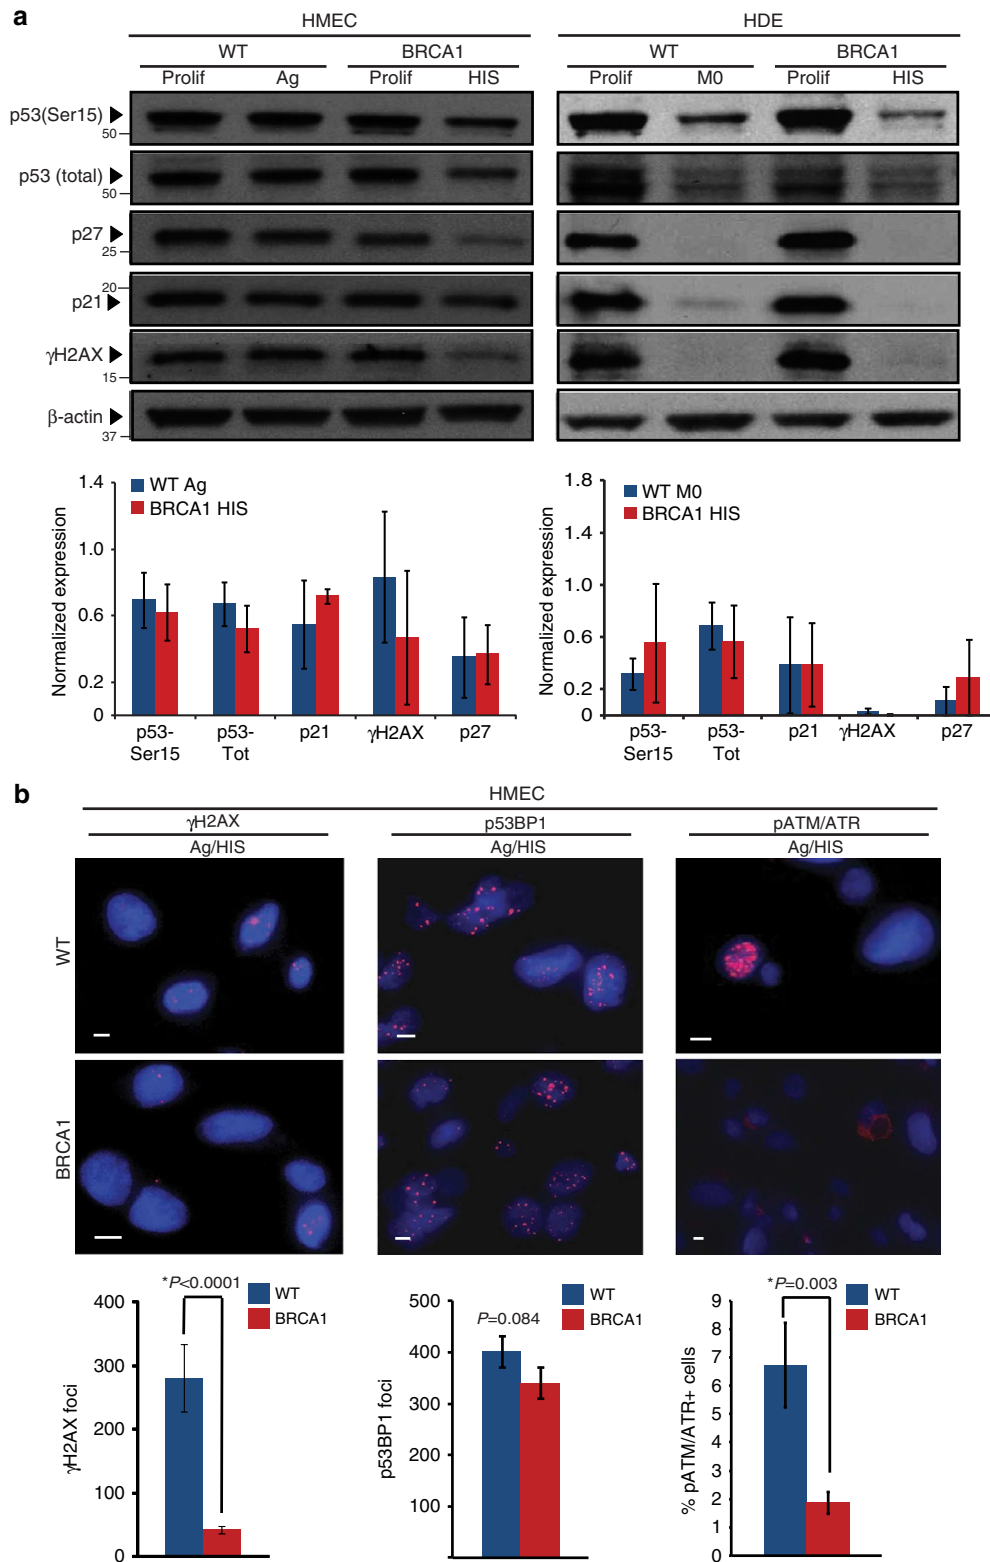 a
HMEC
HDE
WT
BRCA1
WT
BRCA1
Prolif
Ag
Prolif
HIS
Prolif
M0
Prolif
HIS
p53(Ser15)
50
p53 (total)
50
p27
25
20
p21
γH2AX
15
β-actin
37
Normalized expression
1.4
1.0
0.6
0.2
0
WT Ag
BRCA1 HIS
p53-
Ser15
p53-
Tot
p21
γH2AX
p27
Normalized expression
1.8
1.4
1.0
0.6
0.2
0
WT M0
BRCA1 HIS
p53-
Ser15
p53-
Tot
p21
γH2AX
p27
b
HMEC
γH2AX
p53BP1
pATM/ATR
Ag/HIS
Ag/HIS
Ag/HIS
WT
BRCA1
γH2AX foci
400
300
200
100
0
*P<0.0001
WT
BRCA1
p53BP1 foci
500
400
300
200
100
P=0.084
WT
BRCA1
% pATM/ATR+ cells
9
8
7
6
5
4
3
2
1
0
*P=0.003
WT
BRCA1